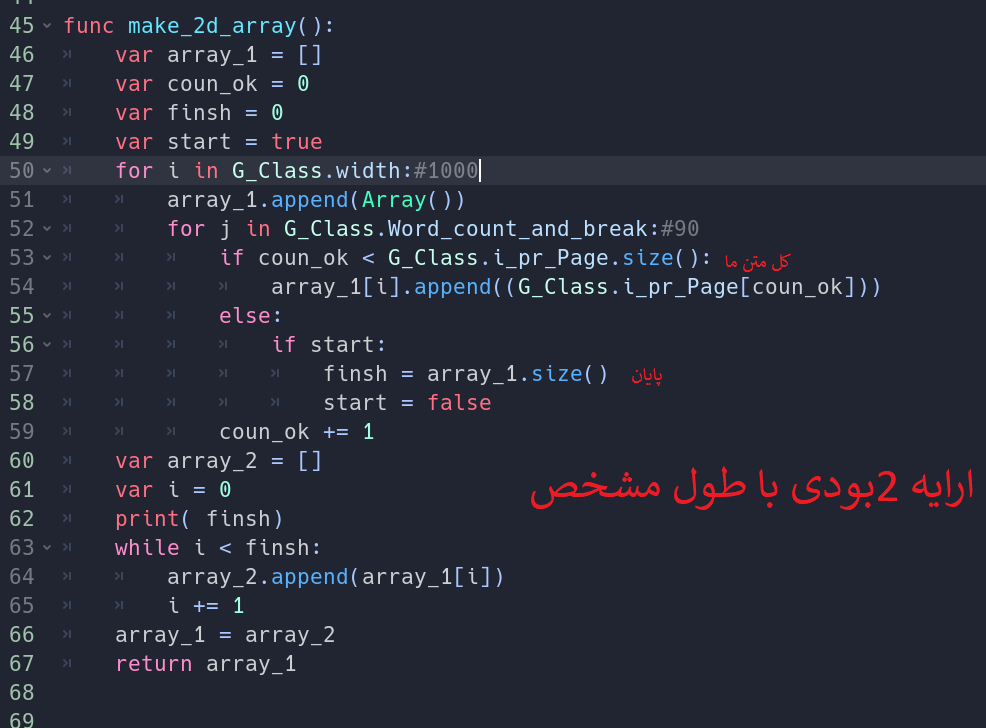 45 func make_2d_array():
46 var array_1 = []
47 var coun_ok = 0
48 var finsh = 0
49 var start = true
50 for i in G_Class.width:#1000
51 array_1.append(Array())
52 for j in G_Class.Word_count_and_break:#90
53 if coun_ok < G_Class.i_pr_Page.size(): کل متن ما
54 array_1[i].append((G_Class.i_pr_Page[coun_ok]))
55 else:
56 if start:
57 finsh = array_1.size() پایان
58 start = false
59 coun_ok += 1
60 var array_2 = []
61 var i = 0
ارایه 2بودی با طول مشخص
62 print( finsh)
63 while i < finsh:
64 array_2.append(array_1[i])
65 i += 1
66 array_1 = array_2
67 return array_1
68
69